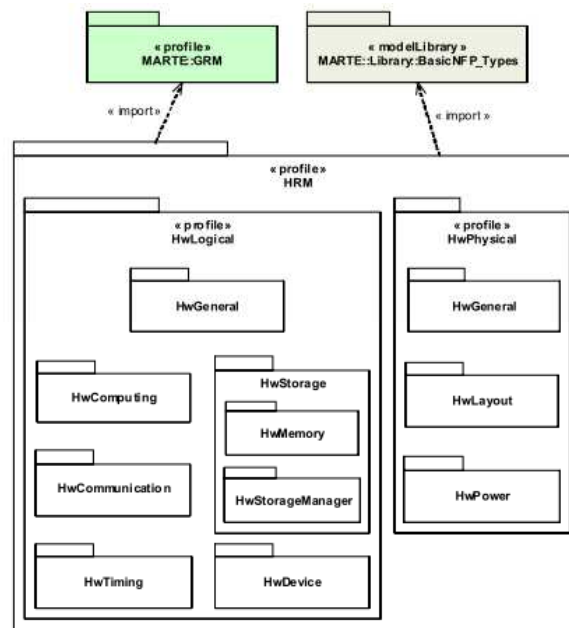 « profile»
MARTE::GRM
« modelLibrary»
MARTE::Library::BasicNFP_Types
« import»
« import »
« profile»
HRM
« profile»
HwLogical
« profile»
HwPhysical
HwGeneral
HwGeneral
HwComputing
HwStorage
HwMemory
HwLayout
HwCommunication
HwStorageManager
HwPower
HwTiming
HwDevice